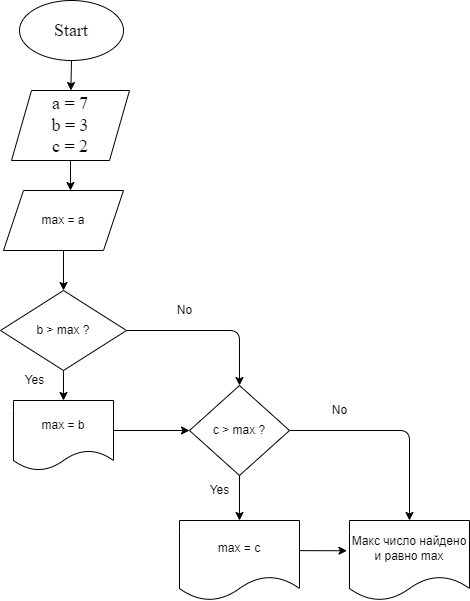 Start
a = 7
b = 3
c = 2
max = a
b > max ?
No
Yes
max = b
c > max ?
No
Yes
max = c
Макс число найдено
и равно max